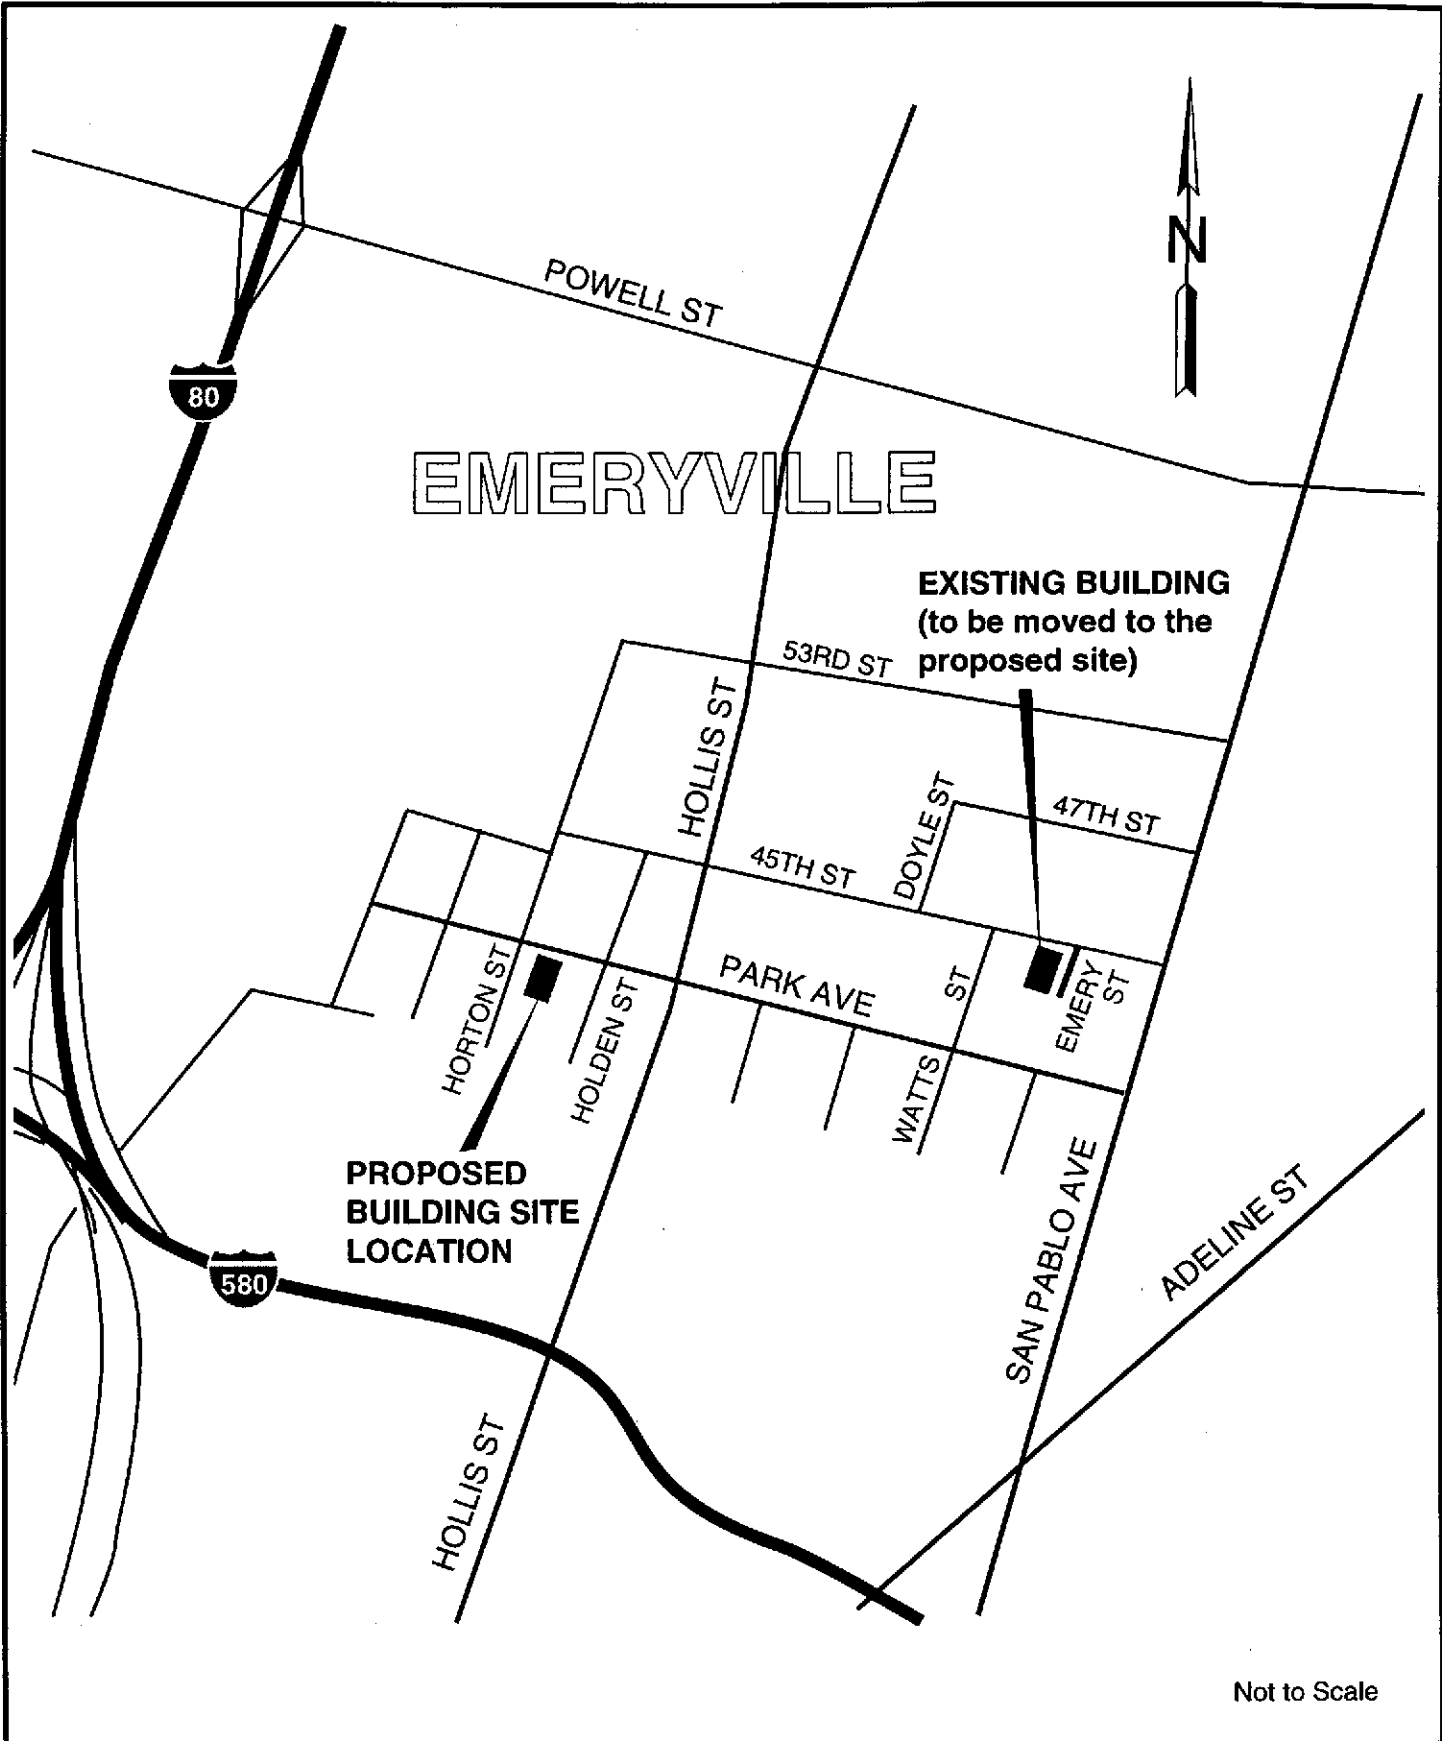 N
POWELL ST
80
EMERYVILLE
EXISTING BUILDING
(to be moved to the
proposed site)
53RD ST
HOLLIS ST
DOYLE ST
47TH ST
45TH ST
PARK AVE
HORTON ST
HOLDEN ST
WATTS ST
EMERY ST
PROPOSED
BUILDING SITE
LOCATION
SAN PABLO AVE
ADELINE ST
580
HOLLIS ST
Not to Scale